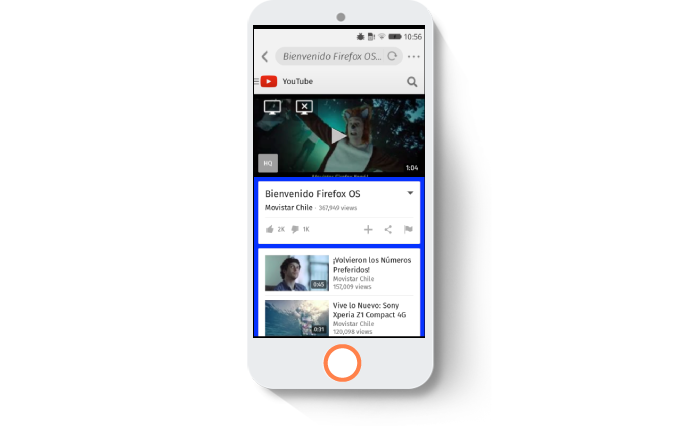 10:56
Bienvenido Firefox OS...
YouTube
HQ
1:04
Bienvenido Firefox OS
Movistar Chile - 367,949 views
2K 1K
0:45
¡Volvieron los Números
Preferidos!
Movistar Chile
157,009 views
0:31
Vive lo Nuevo: Sony
Xperia Z1 Compact 4G
Movistar Chile
120,098 views